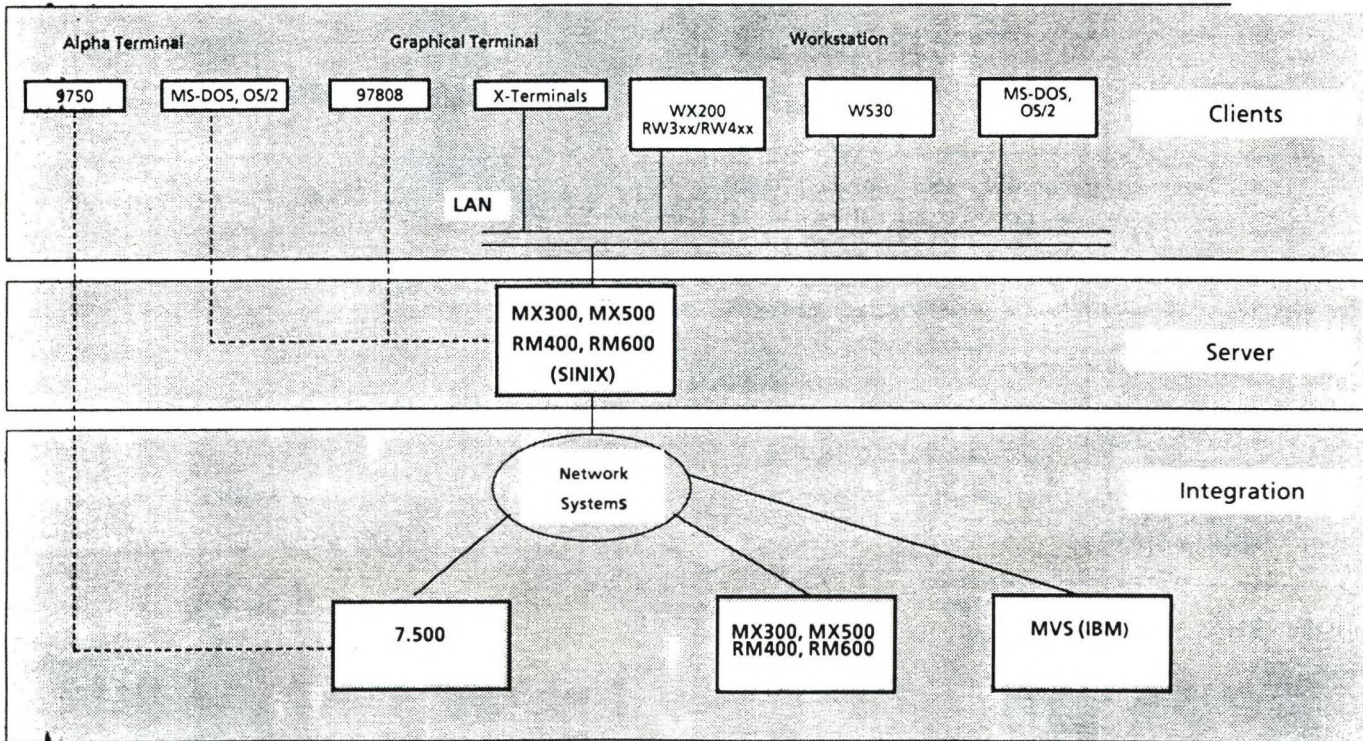 Alpha Terminal
Graphical Terminal
Workstation
9750
MS-DOS, OS/2
97808
X-Terminals
WX200
RW3xx/RW4xx
WS30
MS-DOS,
OS/2
Clients
LAN
MX300, MX500
RM400, RM600
(SINIX)
Server
Network
Systems
Integration
7.500
MX300, MX500
RM400, RM600
MVS (IBM)